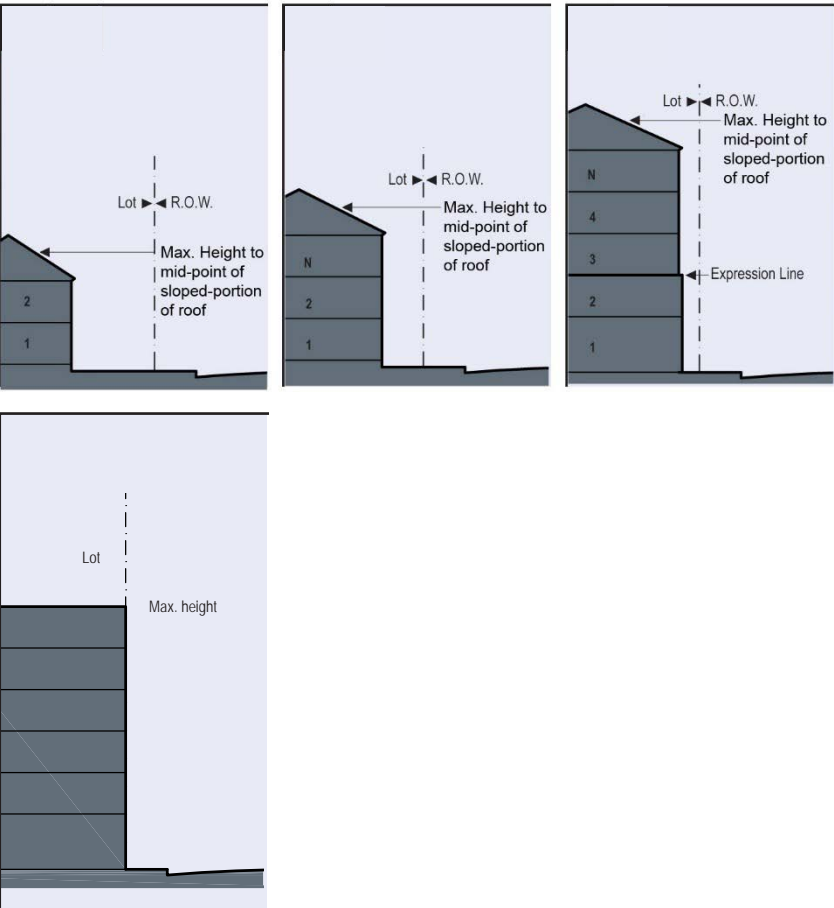 Lot R.O.W.
Max. Height to
mid-point of
sloped-portion
of roof
2
1
Lot R.O.W.
Max. Height to
mid-point of
sloped-portion
of roof
N
2
1
Lot R.O.W.
Max. Height to
mid-point of
sloped-portion
of roof
N
4
3
Expression Line
2
1
Lot
Max. height